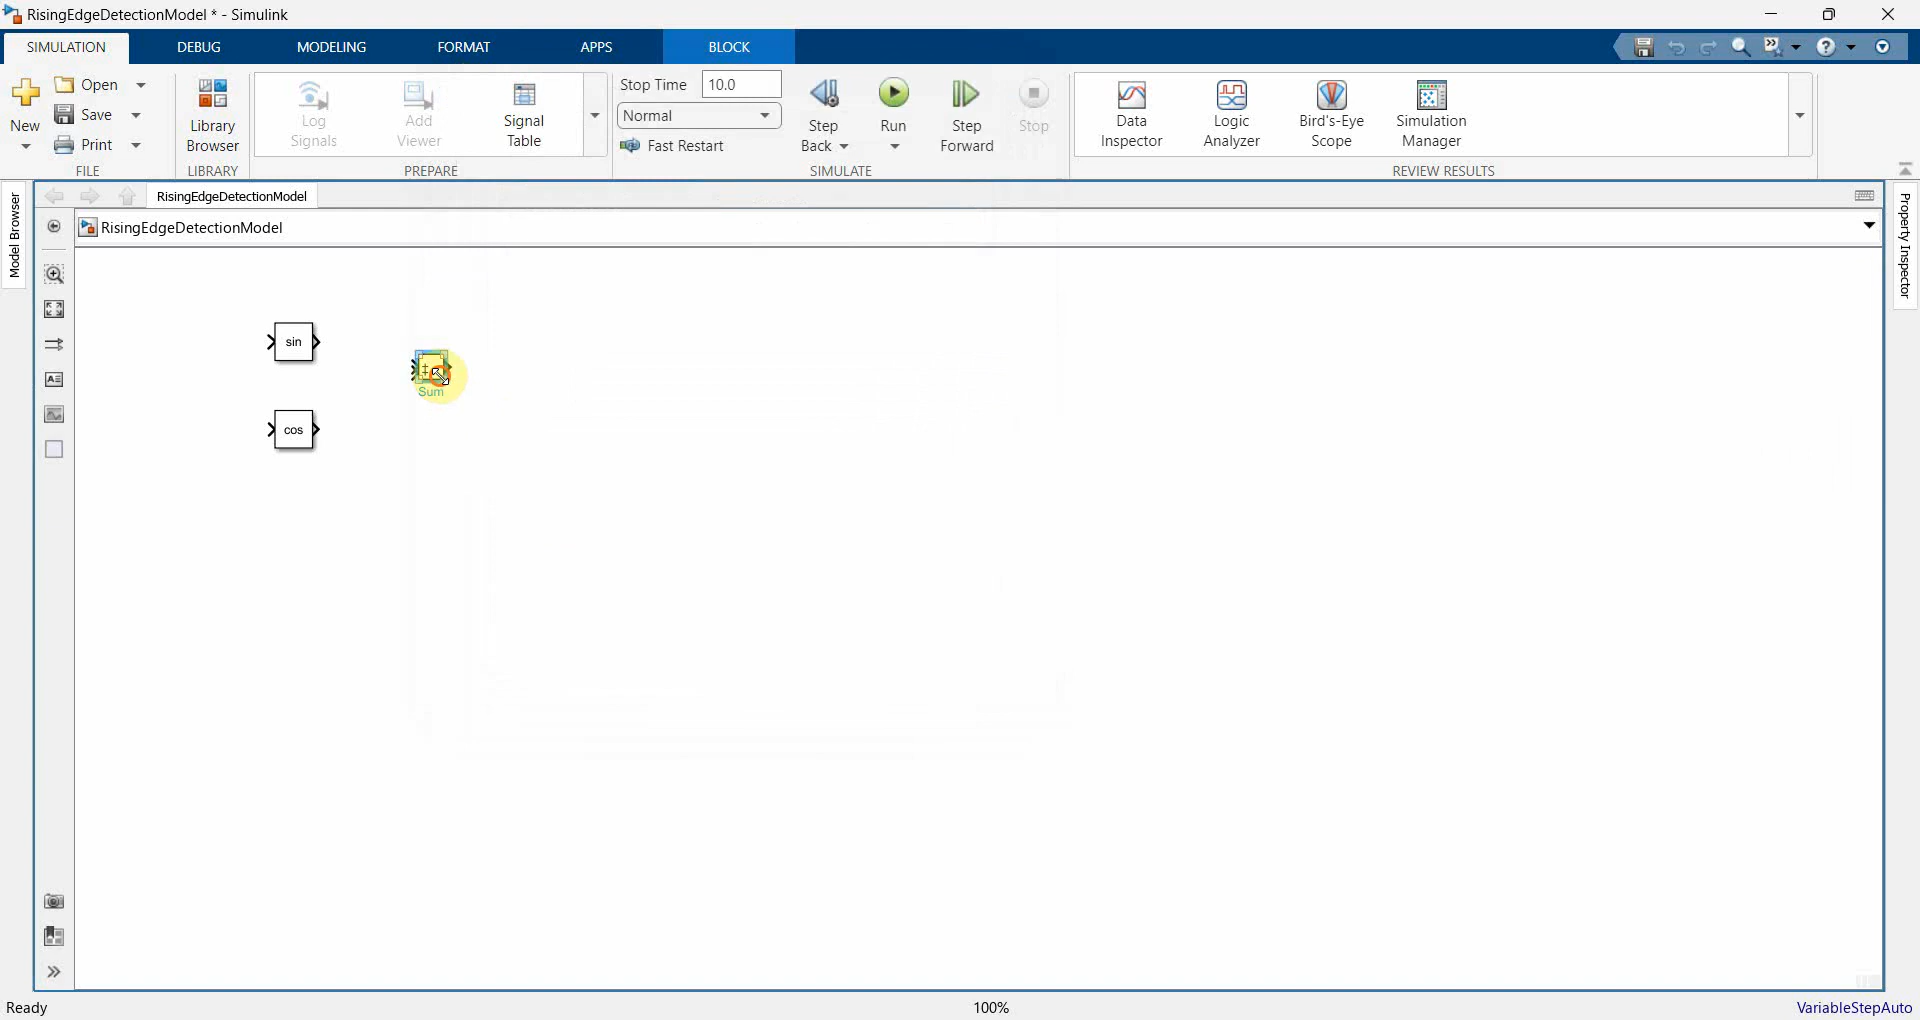 RisingEdgeDetectionModel * - Simulink
SIMULATION
DEBUG
MODELING
FORMAT
APPS
BLOCK
New
Open
Save
Print
FILE
Library
Browser
LIBRARY
Log
Signals
Add
Viewer
Signal
Table
PREPARE
Stop Time
10.0
Normal
Fast Restart
Step
Back
Run
Step
Forward
Stop
SIMULATE
Data
Inspector
Logic
Analyzer
Bird's-Eye
Scope
Simulation
Manager
REVIEW RESULTS
Model Browser
RisingEdgeDetectionModel
RisingEdgeDetectionModel
Property Inspector
sin
Sum
cos
Ready
100%
VariableStepAuto